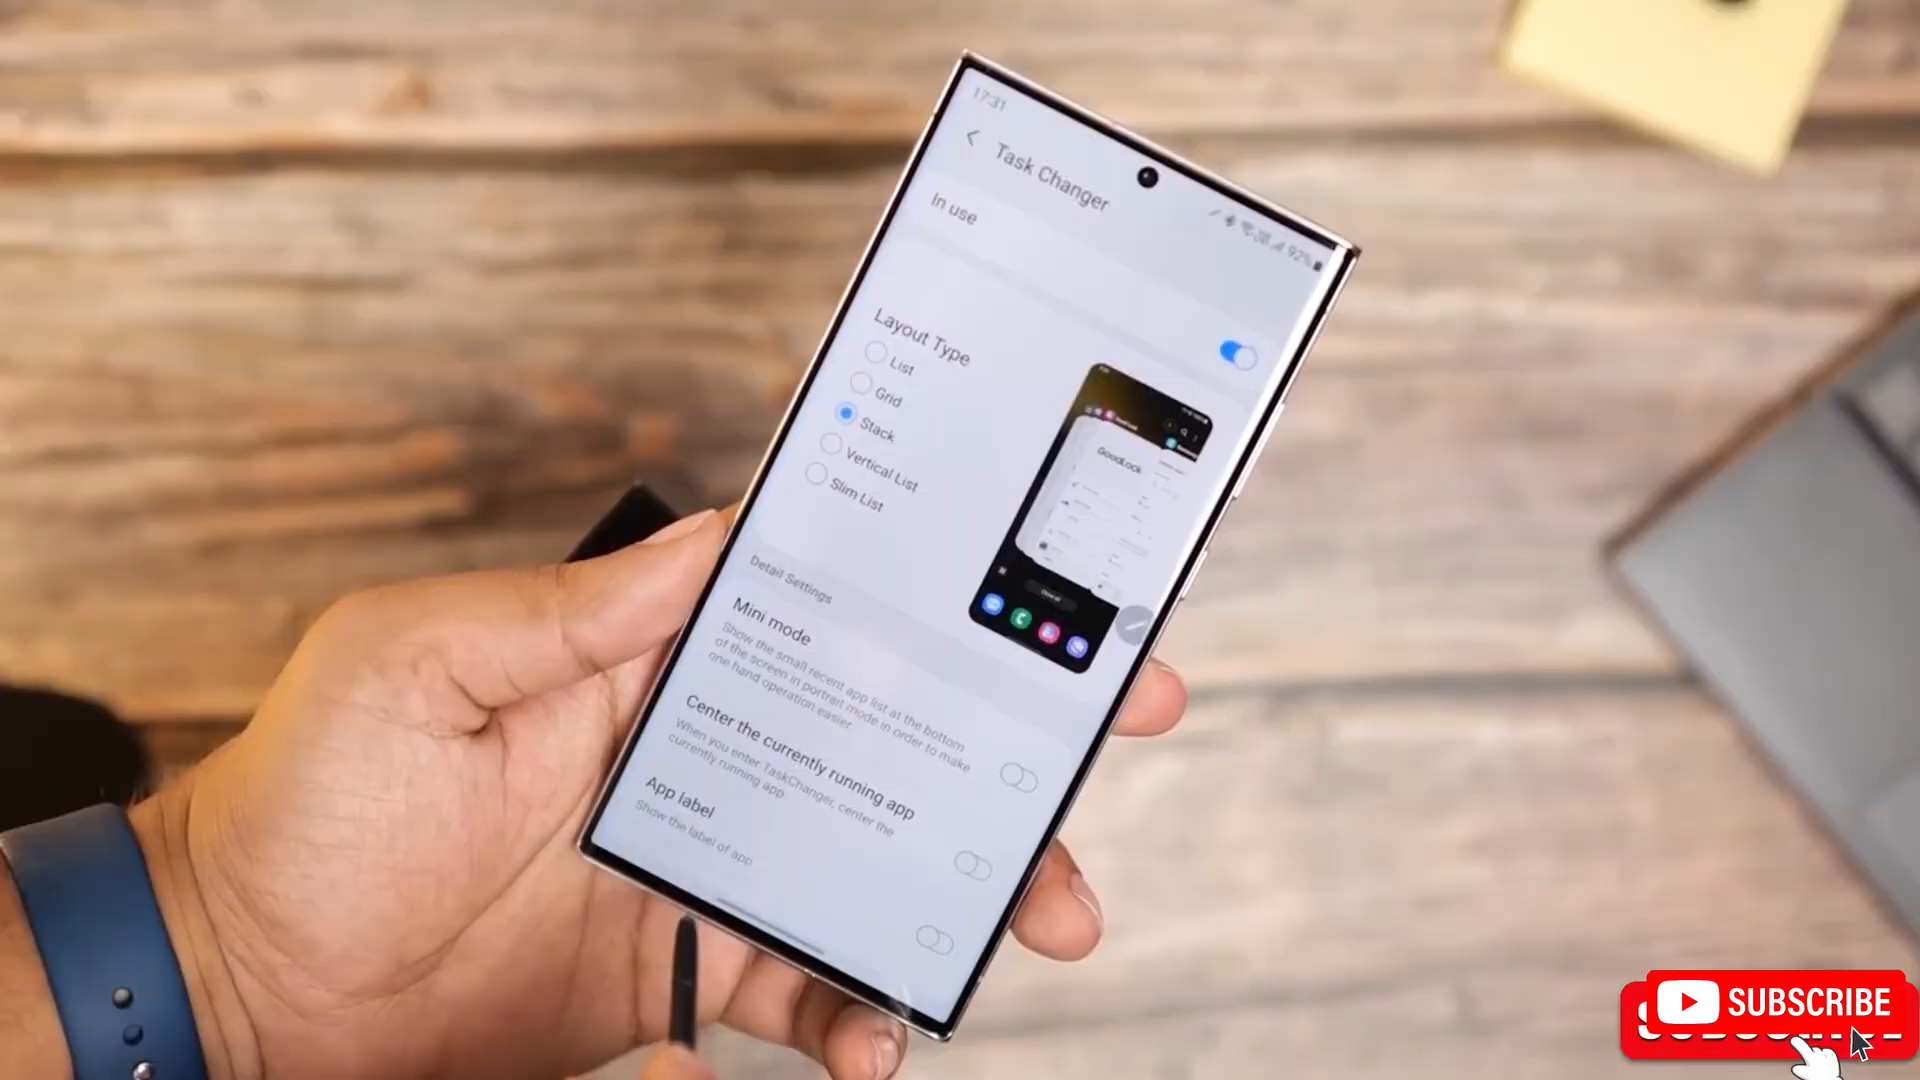 17:31
92%
Task Changer
In use
Layout Type
List
Grid
Stack
Vertical List
Slim List
GoodLock
Close all
Detail Settings
Mini mode
Show the small recent app list at the bottom
of the screen in portrait mode in order to make
one hand operation easier.
Center the currently running app
When you enter TaskChanger, center the
currently running app.
App label
Show the label of app
SUBSCRIBE